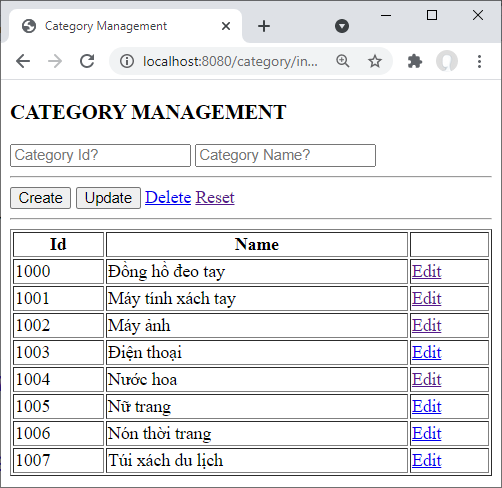 Category Management
localhost:8080/category/in...
CATEGORY MANAGEMENT
Category Id? Category Name?
Create Update Delete Reset
Id Name
1000 Đồng hồ đeo tay Edit
1001 Máy tính xách tay Edit
1002 Máy ảnh Edit
1003 Điện thoại Edit
1004 Nước hoa Edit
1005 Nữ trang Edit
1006 Nón thời trang Edit
1007 Túi xách du lịch Edit